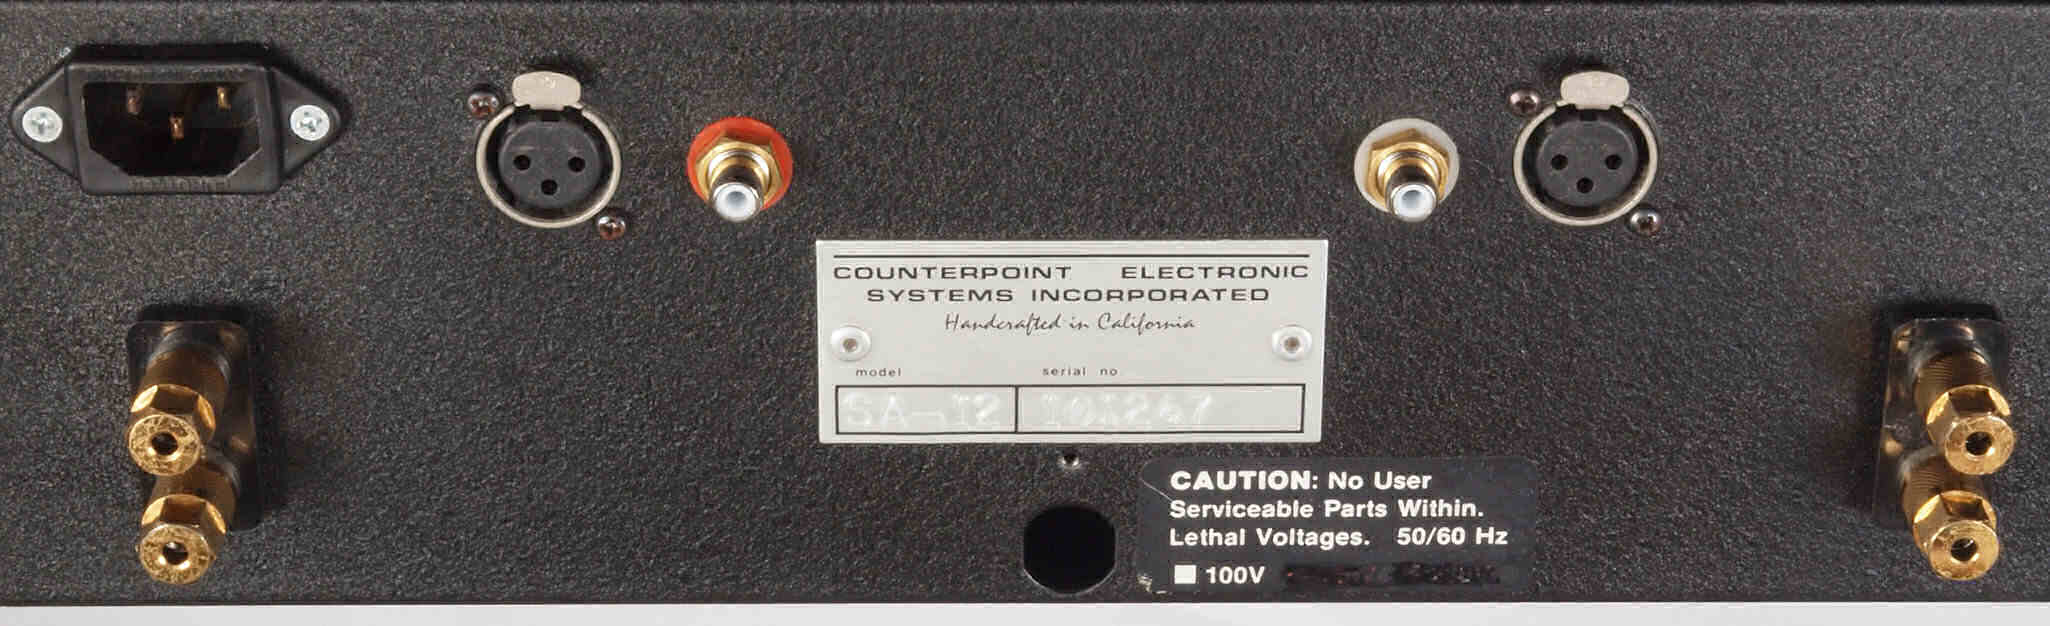 COUNTERPOINT ELECTRONIC
SYSTEMS INCORPORATED
Handcrafted in California
model serial no.
SA-12
CAUTION: No User
Serviceable Parts Within.
Lethal Voltages. 50/60 Hz
100V